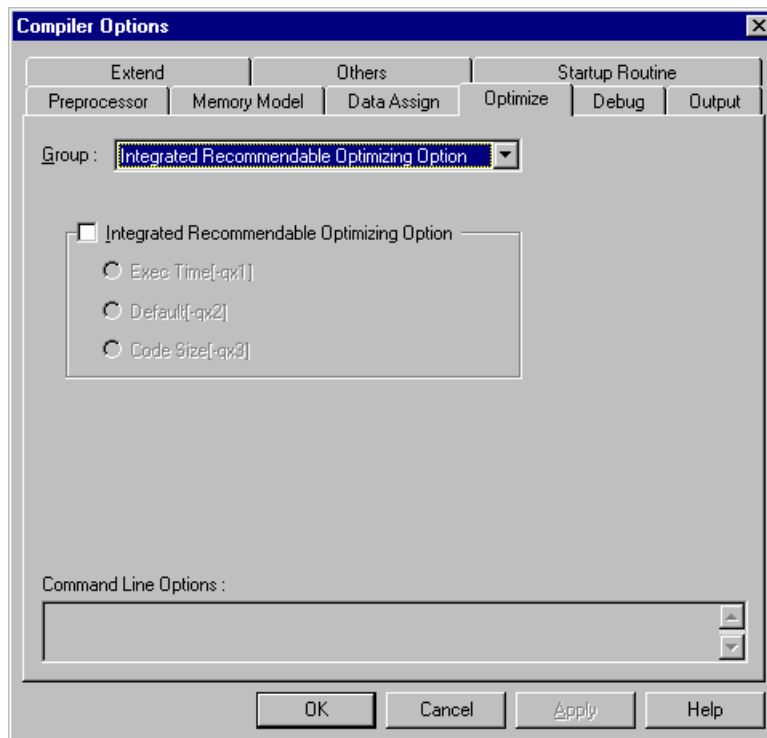 Compiler Options
Extend Others Startup Routine
Preprocessor Memory Model Data Assign Optimize Debug Output
Group : Integrated Recommendable Optimizing Option
Integrated Recommendable Optimizing Option
Exec Time[-qx1]
Default[-qx2]
Code Size[-qx3]
Command Line Options :
OK Cancel Apply Help